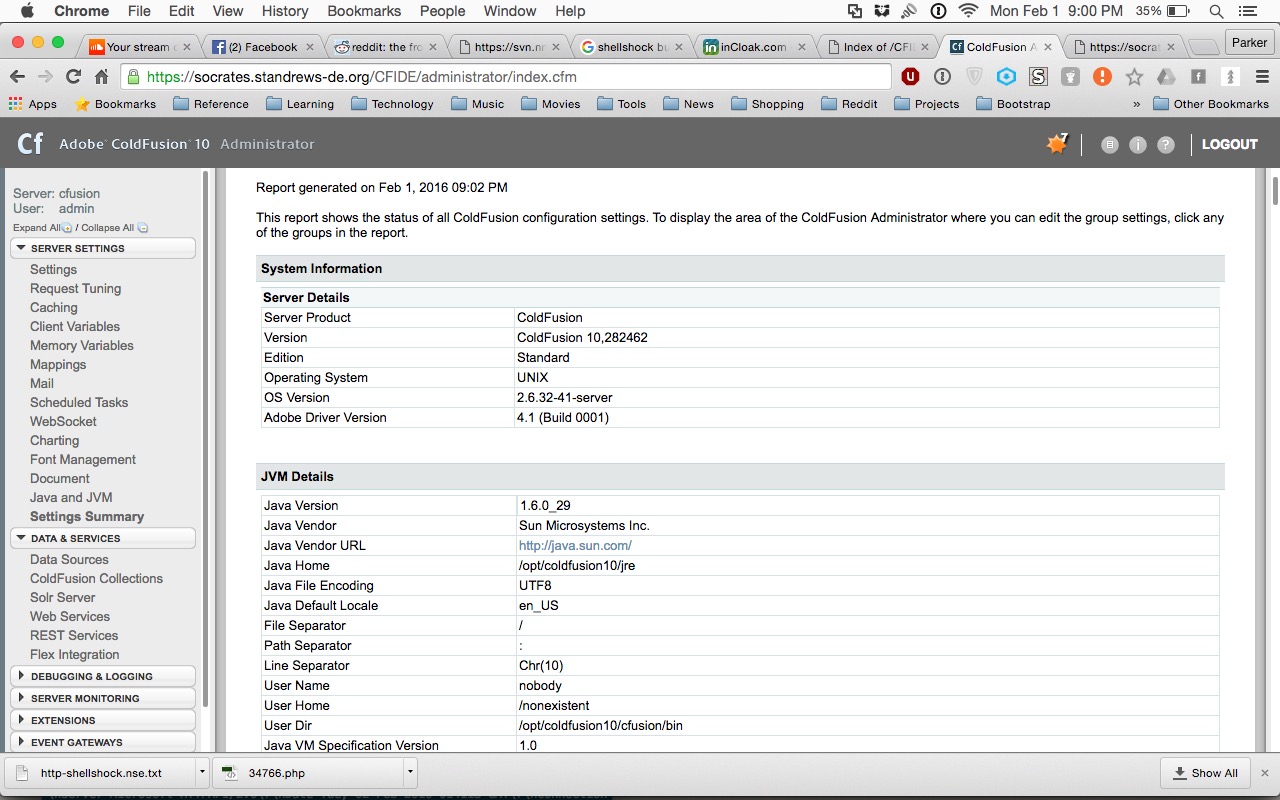 Chrome File Edit View History Bookmarks People Window Help Mon Feb 1 9:00 PM 35%
Your stream (2) Facebook reddit: the fro https://svn.n shellshock bu inCloak.com Index of /CFI ColdFusion A https://socrat Parker
https://socrates.standrews-de.org/CFIDE/administrator/index.cfm
Apps Bookmarks Reference Learning Technology Music Movies Tools News Shopping Reddit Projects Bootstrap » Other Bookmarks
Cf Adobe ColdFusion 10 Administrator 7 LOGOUT
Server: cfusion
User: admin
Expand All / Collapse All
SERVER SETTINGS
Settings
Request Tuning
Caching
Client Variables
Memory Variables
Mappings
Mail
Scheduled Tasks
WebSocket
Charting
Font Management
Document
Java and JVM
Settings Summary
DATA & SERVICES
Data Sources
ColdFusion Collections
Solr Server
Web Services
REST Services
Flex Integration
DEBUGGING & LOGGING
SERVER MONITORING
EXTENSIONS
EVENT GATEWAYS
Report generated on Feb 1, 2016 09:02 PM
This report shows the status of all ColdFusion configuration settings. To display the area of the ColdFusion Administrator where you can edit the group settings, click any
of the groups in the report.
System Information
Server Details
Server Product ColdFusion
Version ColdFusion 10,282462
Edition Standard
Operating System UNIX
OS Version 2.6.32-41-server
Adobe Driver Version 4.1 (Build 0001)
JVM Details
Java Version 1.6.0_29
Java Vendor Sun Microsystems Inc.
Java Vendor URL http://java.sun.com/
Java Home /opt/coldfusion10/jre
Java File Encoding UTF8
Java Default Locale en_US
File Separator /
Path Separator :
Line Separator Chr(10)
User Name nobody
User Home /nonexistent
User Dir /opt/coldfusion10/cfusion/bin
Java VM Specification Version 1.0
http-shellshock.nse.txt 34766.php Show All